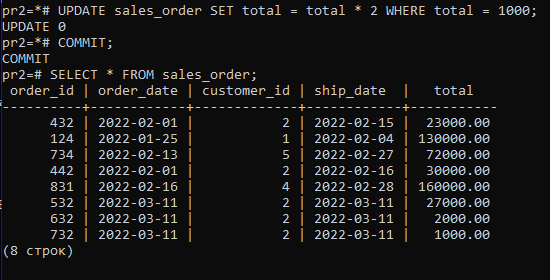 pr2=*# UPDATE sales_order SET total = total * 2 WHERE total = 1000;
UPDATE 0
pr2=*# COMMIT;
COMMIT
pr2=# SELECT * FROM sales_order;
 order_id | order_date | customer_id | ship_date  |   total
----------+------------+-------------+------------+-----------
      432 | 2022-02-01 |           2 | 2022-02-15 |  23000.00
      124 | 2022-01-25 |           1 | 2022-02-04 | 130000.00
      734 | 2022-02-13 |           5 | 2022-02-27 |  72000.00
      442 | 2022-02-01 |           2 | 2022-02-16 |  30000.00
      831 | 2022-02-16 |           4 | 2022-02-28 | 160000.00
      532 | 2022-03-11 |           2 | 2022-03-11 |  27000.00
      632 | 2022-03-11 |           2 | 2022-03-11 |   2000.00
      732 | 2022-03-11 |           2 | 2022-03-11 |   1000.00
(8 строк)